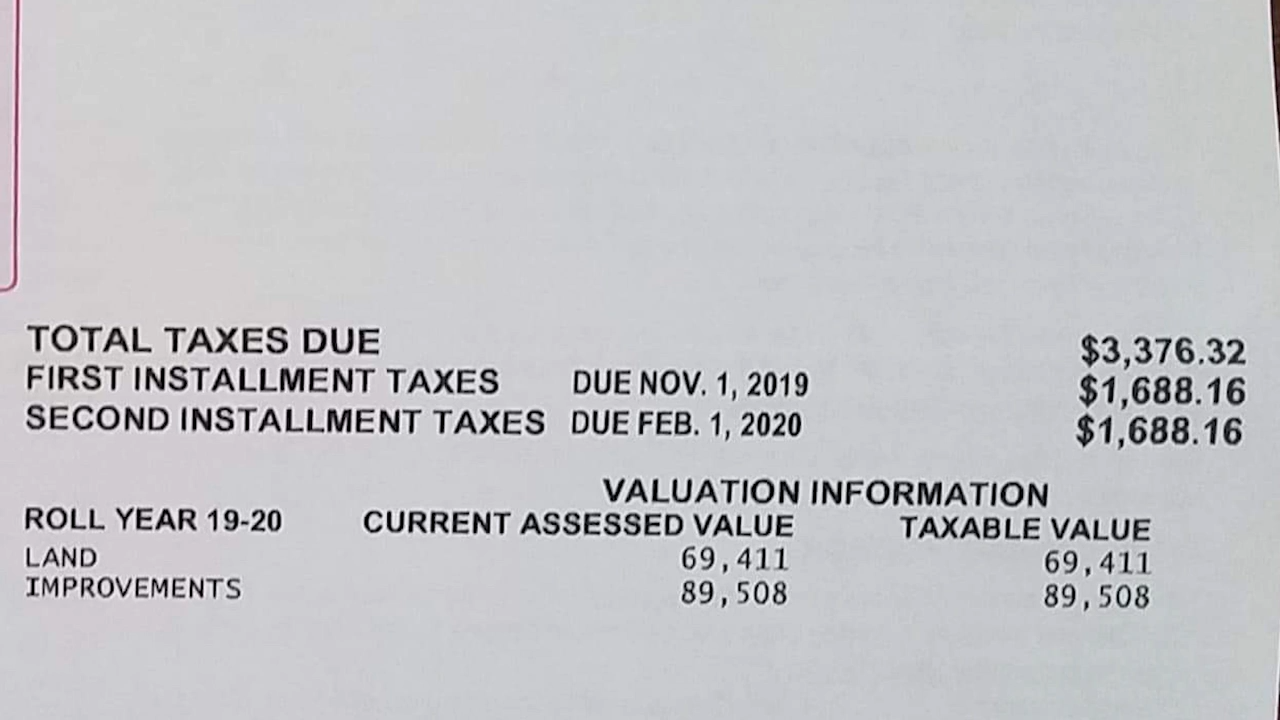 TOTAL TAXES DUE $3,376.32
FIRST INSTALLMENT TAXES DUE NOV. 1, 2019 $1,688.16
SECOND INSTALLMENT TAXES DUE FEB. 1, 2020 $1,688.16
VALUATION INFORMATION
ROLL YEAR 19-20 CURRENT ASSESSED VALUE TAXABLE VALUE
LAND 69,411 69,411
IMPROVEMENTS 89,508 89,508